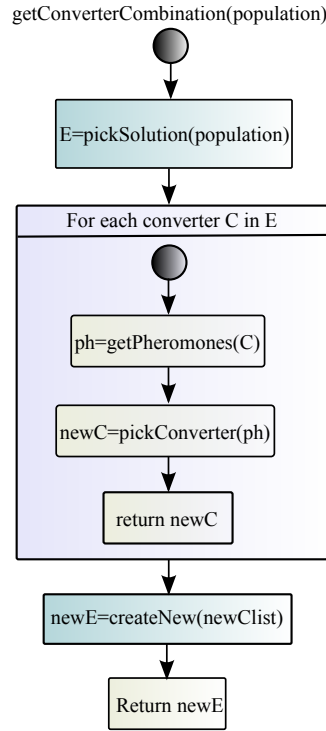 getConverterCombination(population)
E=pickSolution(population)
For each converter C in E
ph=getPheromones(C)
newC=pickConverter(ph)
return newC
newE=createNew(newClist)
Return newE